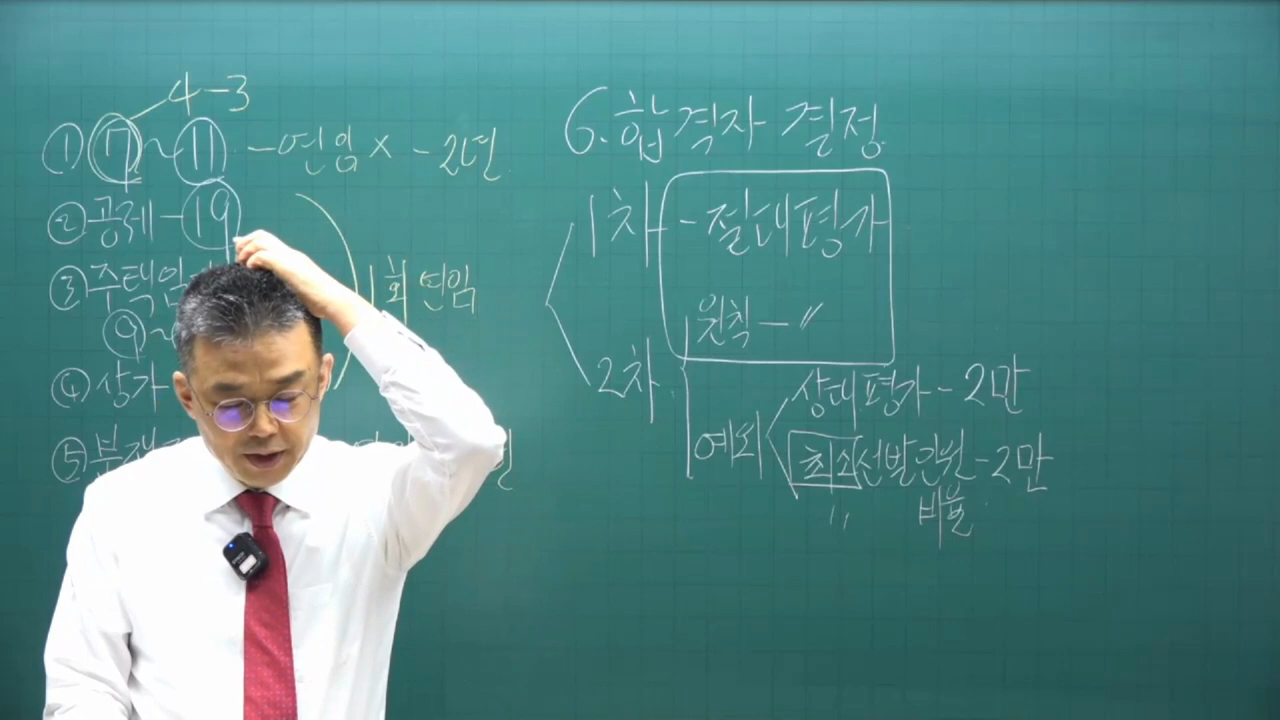 4-3
① 7~11 -연임× -2년
② 공제-19
③ 주택임
⑨~
1회 연임
④ 상가
⑤
6. 합격자 결정
1차 -절대평가
원칙-〃
2차
상대평가-2만
예외
최소선발인원-2만
〃 비율